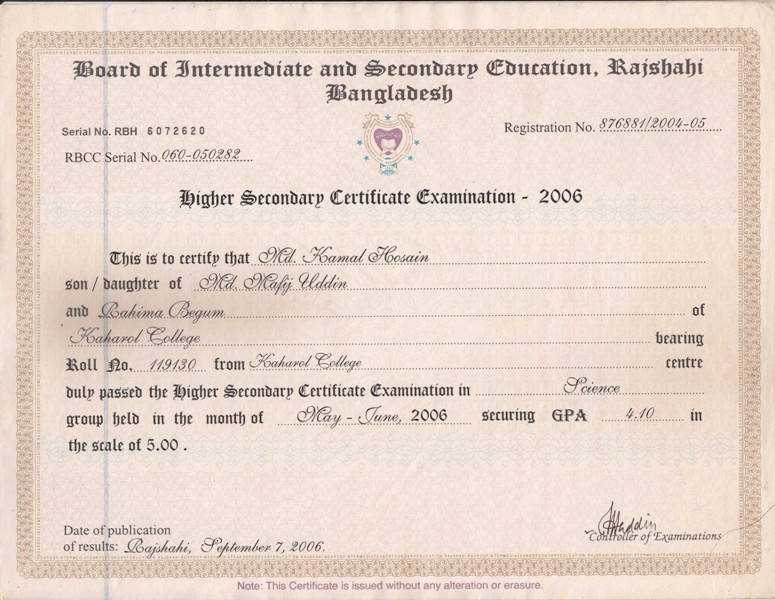 Board of Intermediate and Secondary Education, Rajshahi
Bangladesh
Serial No. RBH 6072620
Registration No. 876881/2004-05
RBCC Serial No. 060-050282
Higher Secondary Certificate Examination - 2006
This is to certify that Md. Kamal Hosain
son / daughter of Md. Mafij Uddin
and Rahima Begum of
Kaharol College bearing
Roll No. 119130 from Kaharol College centre
duly passed the Higher Secondary Certificate Examination in Science
group held in the month of May - June, 2006 securing GPA 4.10 in
the scale of 5.00 .
Date of publication
of results: Rajshahi, September 7, 2006.
Controller of Examinations
Note: This Certificate is issued without any alteration or erasure.